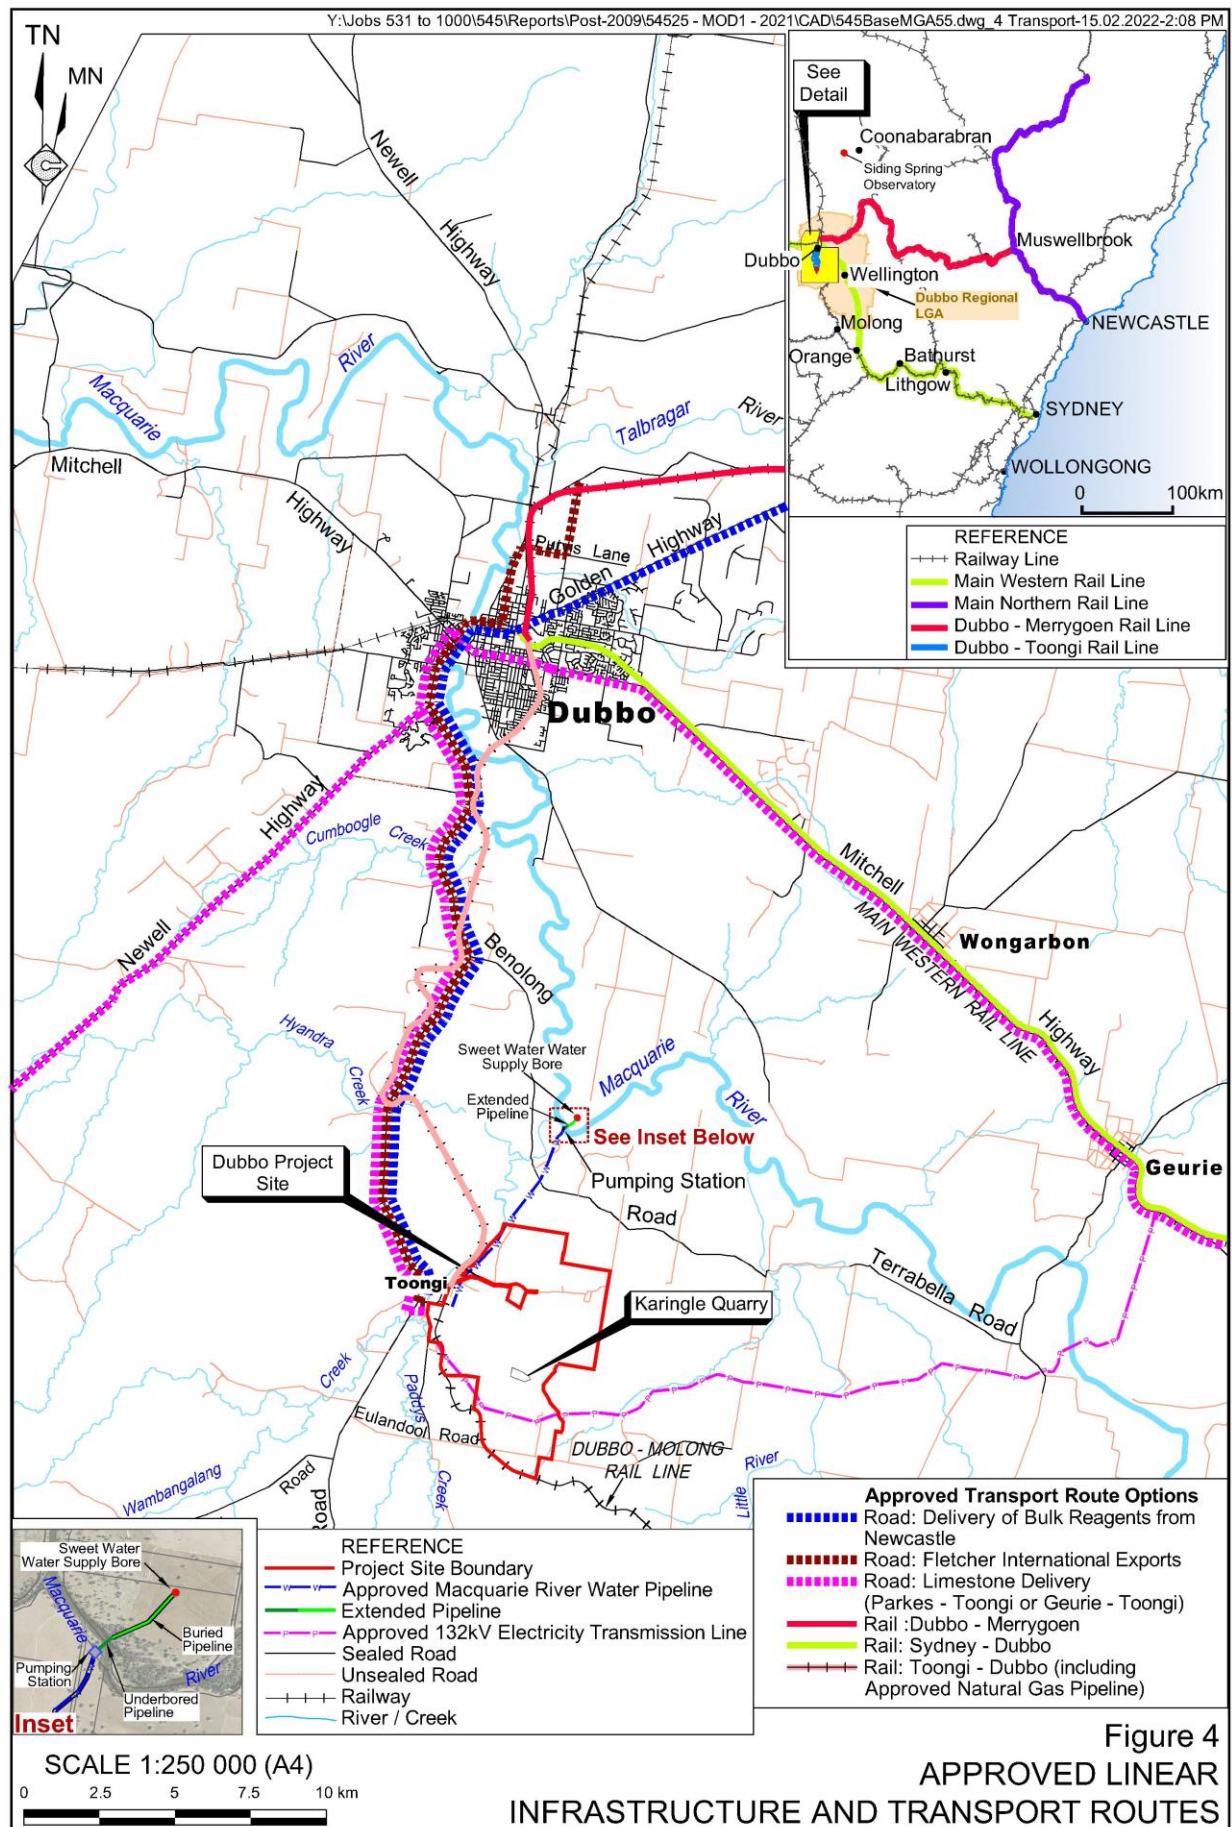 Y:\Jobs 531 to 1000\545\Reports\Post-2009\54525 - MOD1 - 2021\CAD\545BaseMGA55.dwg_4 Transport-15.02.2022-2:08 PM
TN
MN
See
Detail
Coonabarabran
Siding Spring
Observatory
Muswellbrook
Dubbo
Wellington
Dubbo Regional
LGA
Molong
NEWCASTLE
Orange
Bathurst
Lithgow
SYDNEY
WOLLONGONG
0 100km
REFERENCE
Railway Line
Main Western Rail Line
Main Northern Rail Line
Dubbo - Merrygoen Rail Line
Dubbo - Toongi Rail Line
Newell
Highway
River
Macquarie
Talbragar
River
Mitchell
Highway
Purvis Lane
Golden
Highway
Dubbo
Highway
Cumboogle
Creek
Newell
Mitchell
MAIN WESTERN RAIL LINE
Wongarbon
Highway
Benolong
Hyandra
Creek
Sweet Water Water
Supply Bore
Macquarie
River
Extended
Pipeline
See Inset Below
Geurie
Dubbo Project
Site
Pumping Station
Road
Toongi
Terrabella Road
Karingle Quarry
Creek
Paddys
Creek
Eulandool Road
DUBBO - MOLONG
RAIL LINE
Little River
Wambangalang
Road
Road
Sweet Water
Water Supply Bore
Macquarie
Buried
Pipeline
Pumping
Station
River
Underbored
Pipeline
Inset
REFERENCE
Project Site Boundary
Approved Macquarie River Water Pipeline
Extended Pipeline
Approved 132kV Electricity Transmission Line
Sealed Road
Unsealed Road
Railway
River / Creek
Approved Transport Route Options
Road: Delivery of Bulk Reagents from
Newcastle
Road: Fletcher International Exports
Road: Limestone Delivery
(Parkes - Toongi or Geurie - Toongi)
Rail :Dubbo - Merrygoen
Rail: Sydney - Dubbo
Rail: Toongi - Dubbo (including
Approved Natural Gas Pipeline)
SCALE 1:250 000 (A4)
0 2.5 5 7.5 10 km
Figure 4
APPROVED LINEAR
INFRASTRUCTURE AND TRANSPORT ROUTES